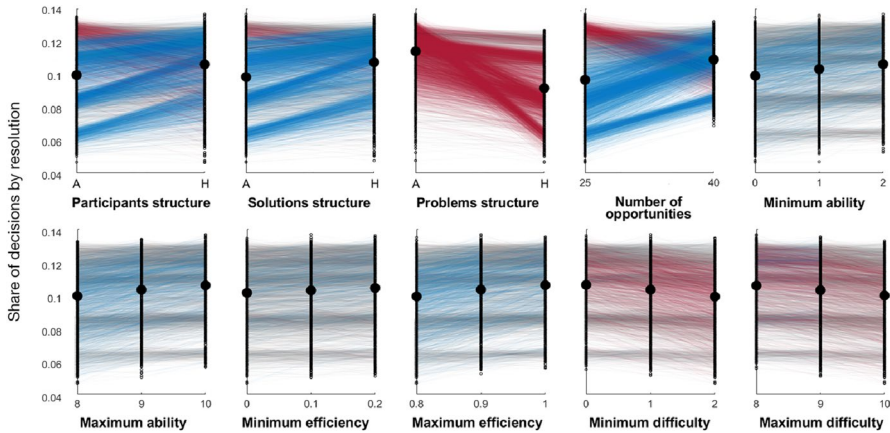 Share of decisions by resolution
0.14
0.12
0.1
0.08
0.06
0.04
A H
Participants structure
A H
Solutions structure
A H
Problems structure
25 40
Number of
opportunities
0 1 2
Minimum ability
0.14
0.12
0.1
0.08
0.06
0.04
8 9 10
Maximum ability
0 0.1 0.2
Minimum efficiency
0.8 0.9 1
Maximum efficiency
0 1 2
Minimum difficulty
8 9 10
Maximum difficulty